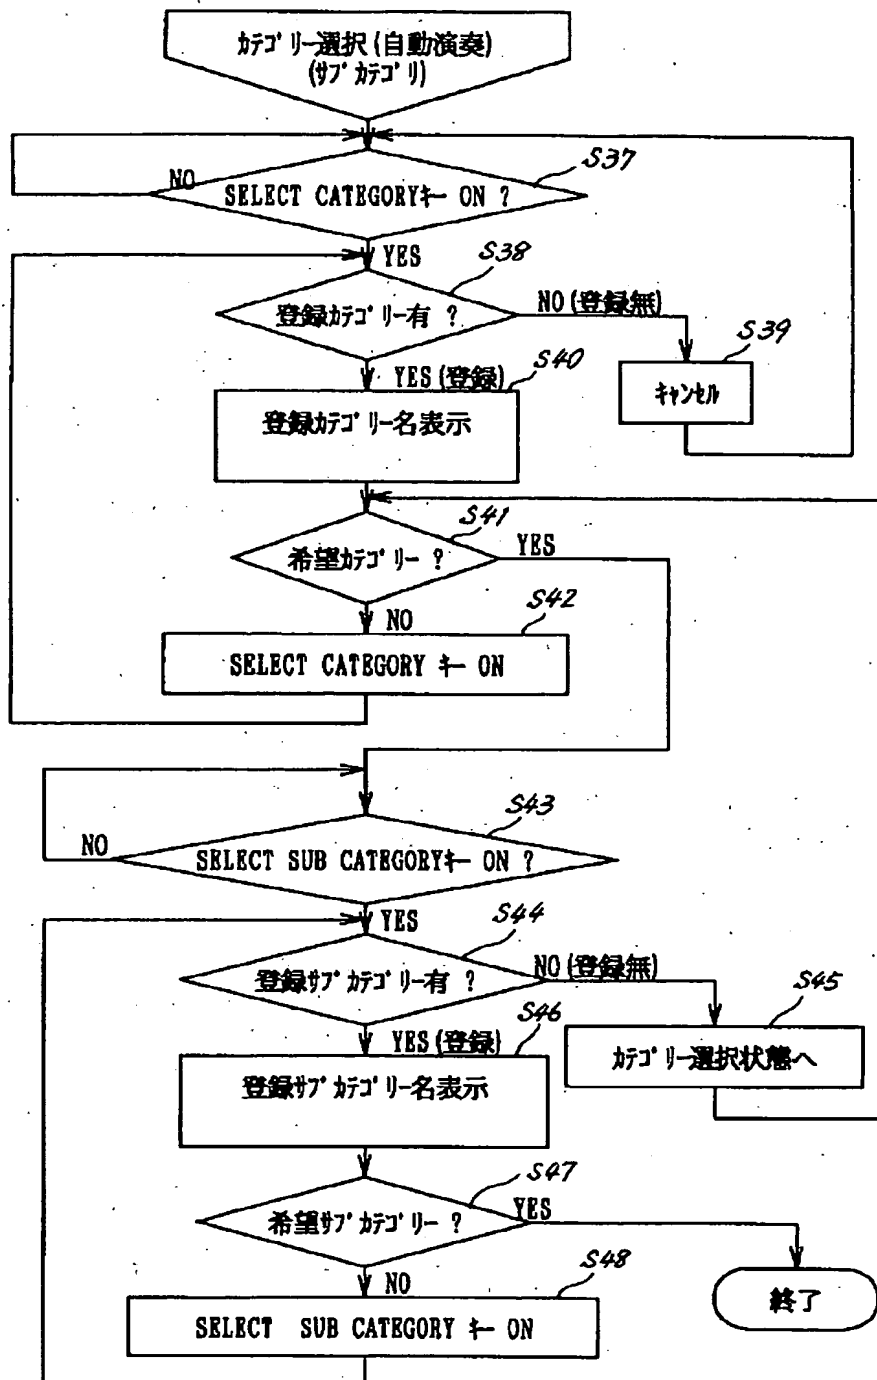 カテゴリー選択(自動演奏)
(サブカテゴリ)
S37
NO
SELECT CATEGORYキー ON ?
YES
S38
登録カテゴリー有 ?
NO(登録無)
S39
キャンセル
YES(登録)
S40
登録カテゴリー名表示
S41
希望カテゴリー ?
YES
NO
S42
SELECT CATEGORY キー ON
S43
NO
SELECT SUB CATEGORYキー ON ?
YES
S44
登録サブカテゴリー有 ?
NO(登録無)
S45
カテゴリー選択状態へ
YES(登録)
S46
登録サブカテゴリー名表示
S47
希望サブカテゴリー ?
YES
NO
S48
終了
SELECT SUB CATEGORY キー ON